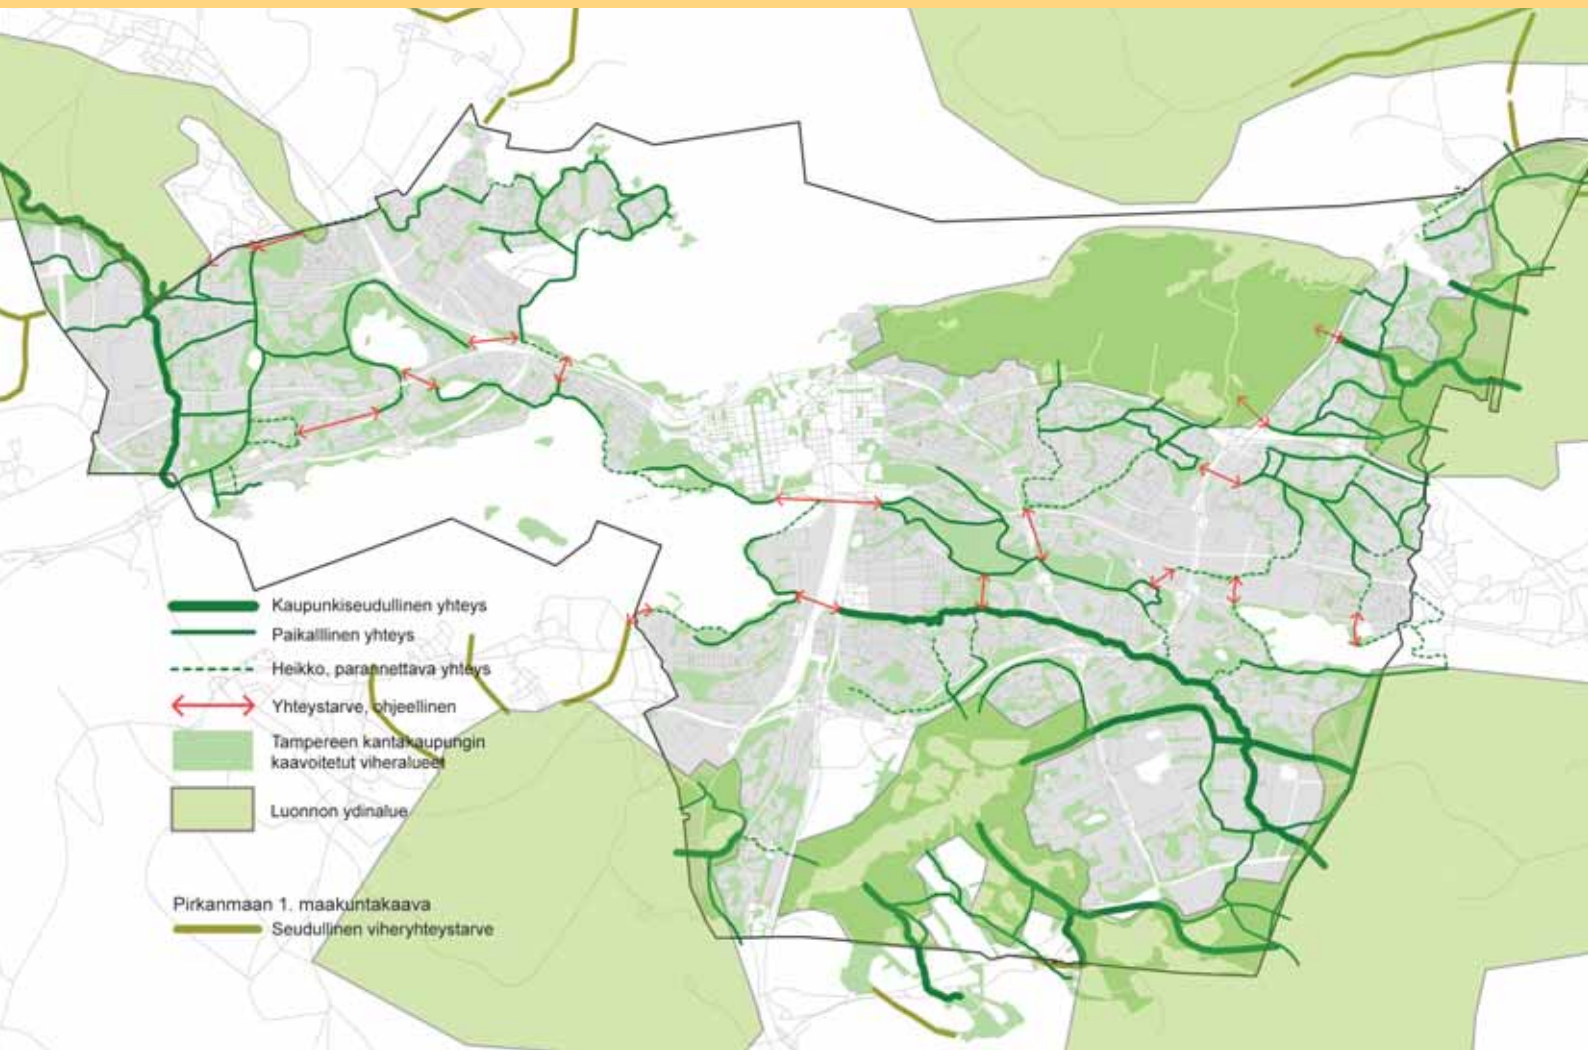 Kaupunkiseudullinen yhteys
Paikalllinen yhteys
Heikko, parannettava yhteys
Yhteystarve, ohjeellinen
Tampereen kantakaupungin
kaavoitetut viheralueet
Luonnon ydinalue
Pirkanmaan 1. maakuntakaava
Seudullinen viheryhteystarve